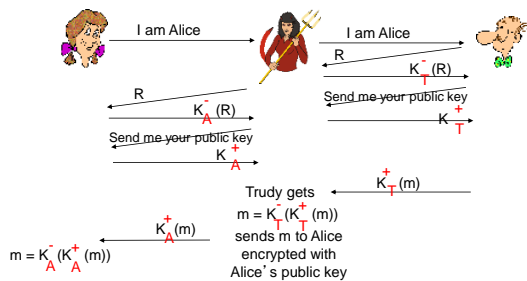 I am Alice
I am Alice
R
K⁻T (R)
R
Send me your public key
K⁻A (R)
K⁺T
Send me your public key
K⁺A
K⁺T (m)
Trudy gets
m = K⁻T (K⁺T (m))
sends m to Alice
encrypted with
Alice's public key
K⁺A (m)
m = K⁻A (K⁺A (m))